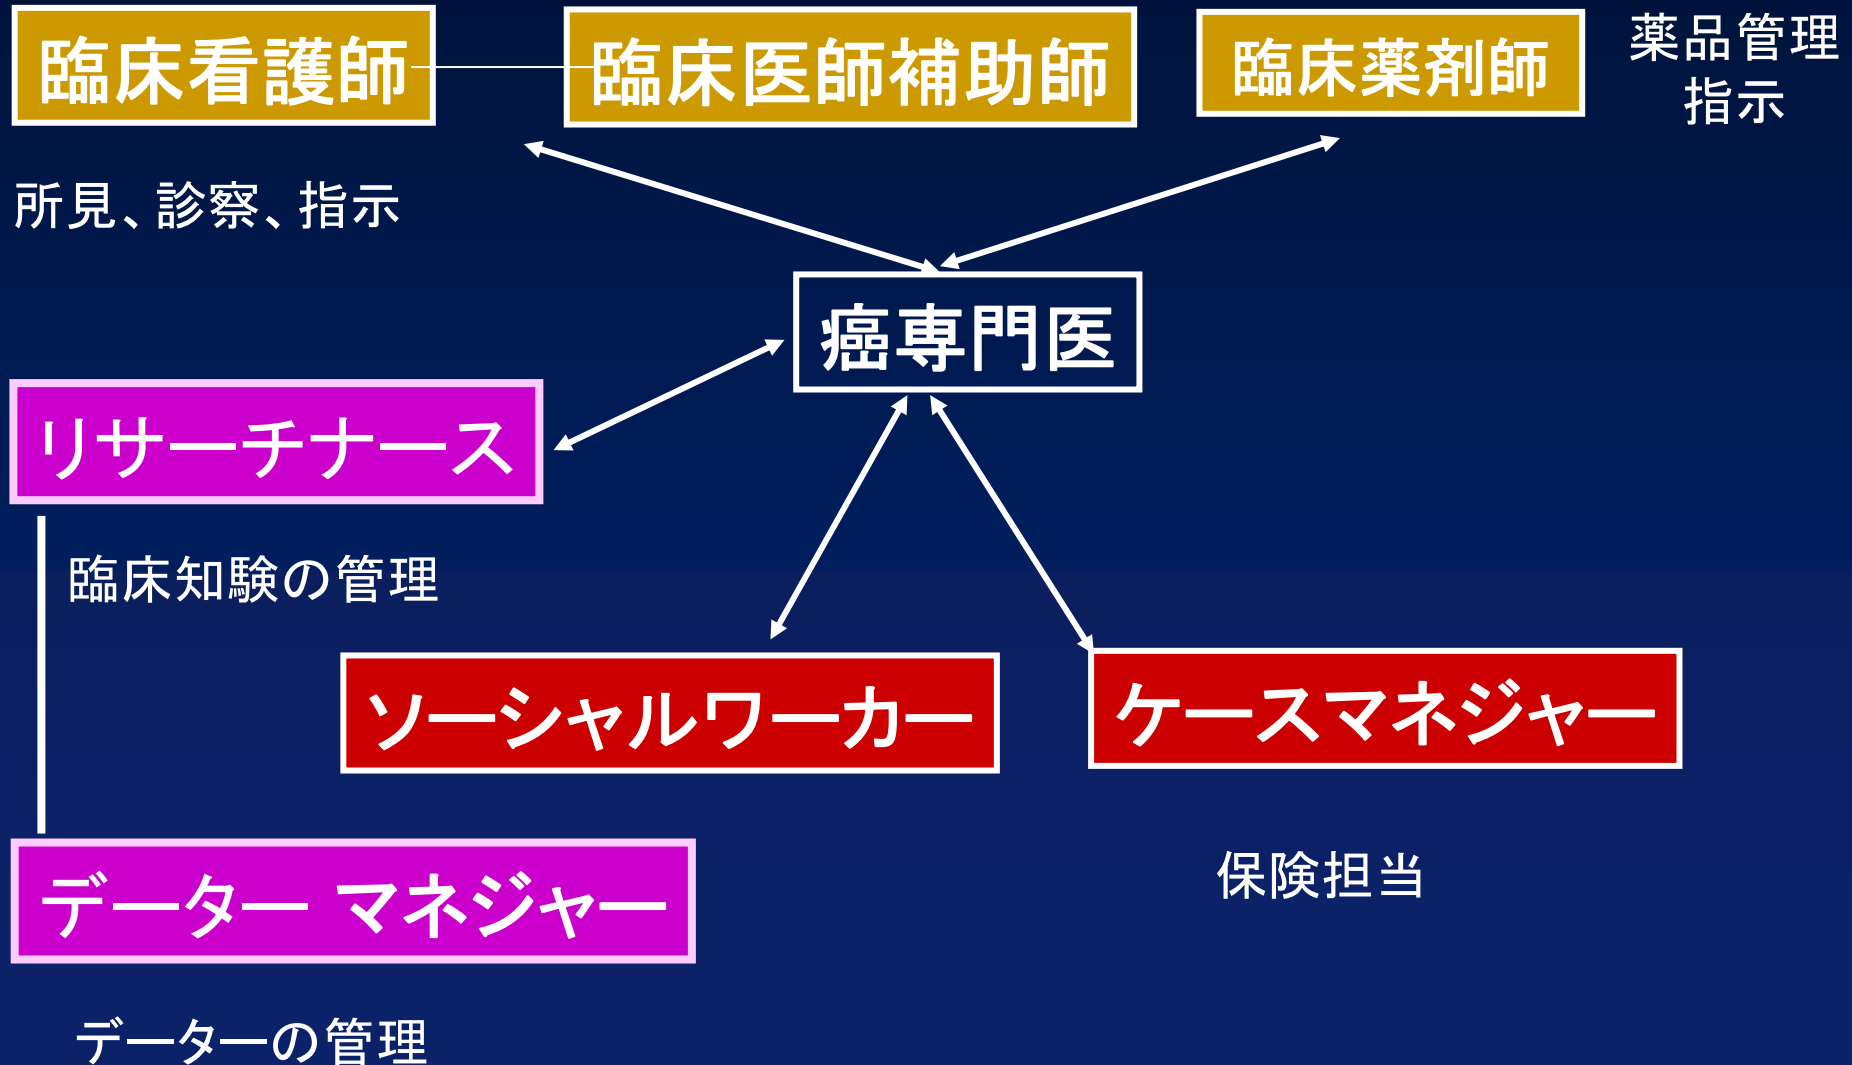 臨床看護師
臨床医師補助師
臨床薬剤師
薬品管理
指示
所見、診察、指示
癌専門医
リサーチナース
臨床知験の管理
ソーシャルワーカー
ケースマネジャー
データー マネジャー
保険担当
データーの管理